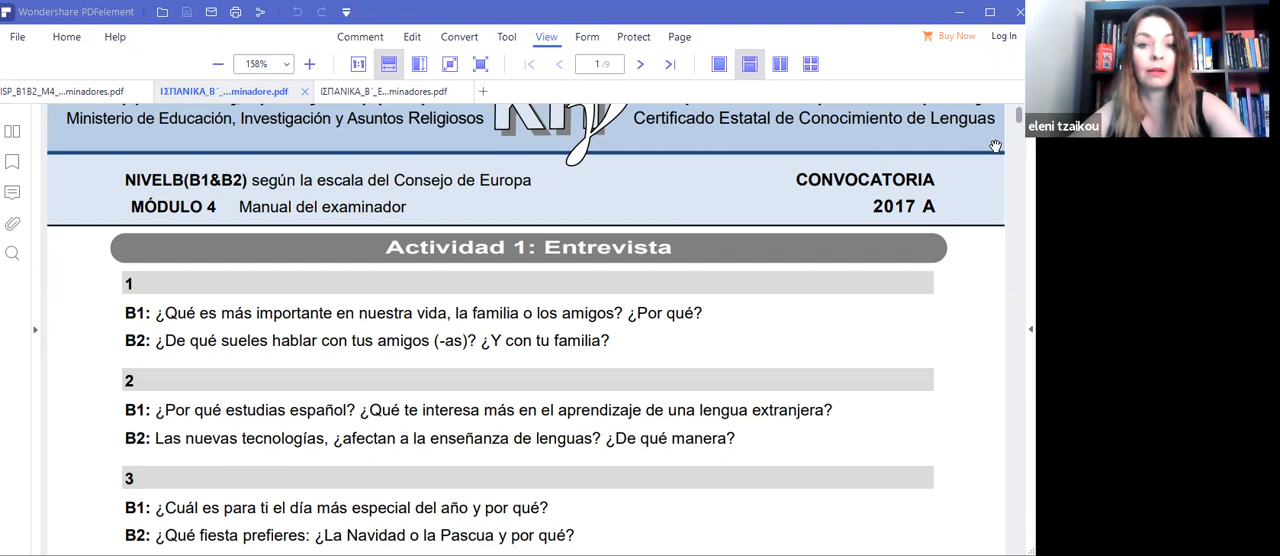 Wondershare PDFelement
File Home Help Comment Edit Convert Tool View Form Protect Page Buy Now Log In
158% 1 /9
ISP_B1B2_M4_...minadores.pdf ΙΣΠΑΝΙΚΑ_Β΄_...minadore.pdf ΙΣΠΑΝΙΚΑ_Β΄_Ε...minadores.pdf
Ministerio de Educación, Investigación y Asuntos Religiosos Certificado Estatal de Conocimiento de Lenguas
eleni tzaikou
NIVELB(B1&B2) según la escala del Consejo de Europa CONVOCATORIA
MÓDULO 4 Manual del examinador 2017 A
Actividad 1: Entrevista
1
B1: ¿Qué es más importante en nuestra vida, la familia o los amigos? ¿Por qué?
B2: ¿De qué sueles hablar con tus amigos (-as)? ¿Y con tu familia?
2
B1: ¿Por qué estudias español? ¿Qué te interesa más en el aprendizaje de una lengua extranjera?
B2: Las nuevas tecnologías, ¿afectan a la enseñanza de lenguas? ¿De qué manera?
3
B1: ¿Cuál es para ti el día más especial del año y por qué?
B2: ¿Qué fiesta prefieres: ¿La Navidad o la Pascua y por qué?